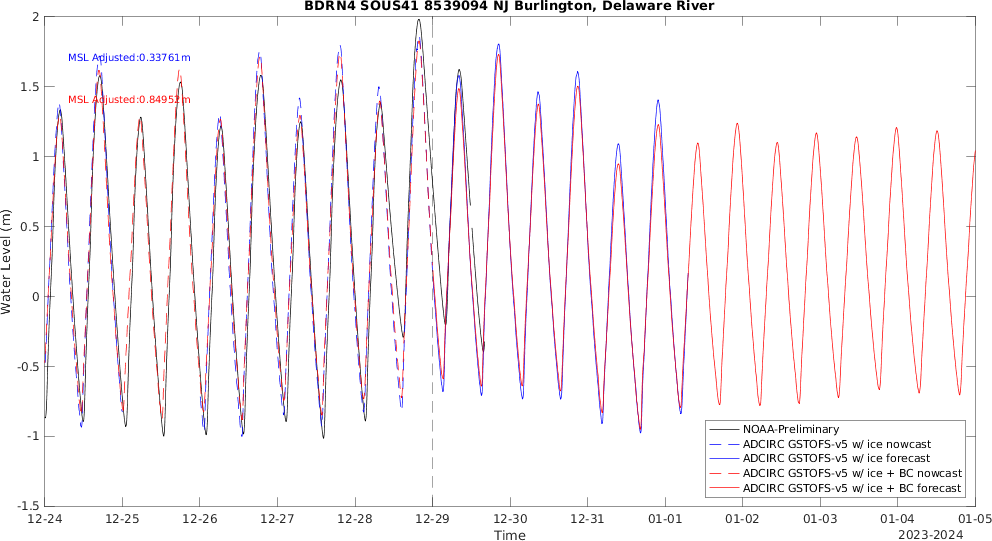 BDRN4 SOUS41 8539094 NJ Burlington, Delaware River
MSL Adjusted:0.33761m
MSL Adjusted:0.84952m
Water Level (m)
2
1.5
1
0.5
0
-0.5
-1
-1.5
NOAA-Preliminary
ADCIRC GSTOFS-v5 w/ ice nowcast
ADCIRC GSTOFS-v5 w/ ice forecast
ADCIRC GSTOFS-v5 w/ ice + BC nowcast
ADCIRC GSTOFS-v5 w/ ice + BC forecast
12-24 12-25 12-26 12-27 12-28 12-29 12-30 12-31 01-01 01-02 01-03 01-04 01-05
Time
2023-2024